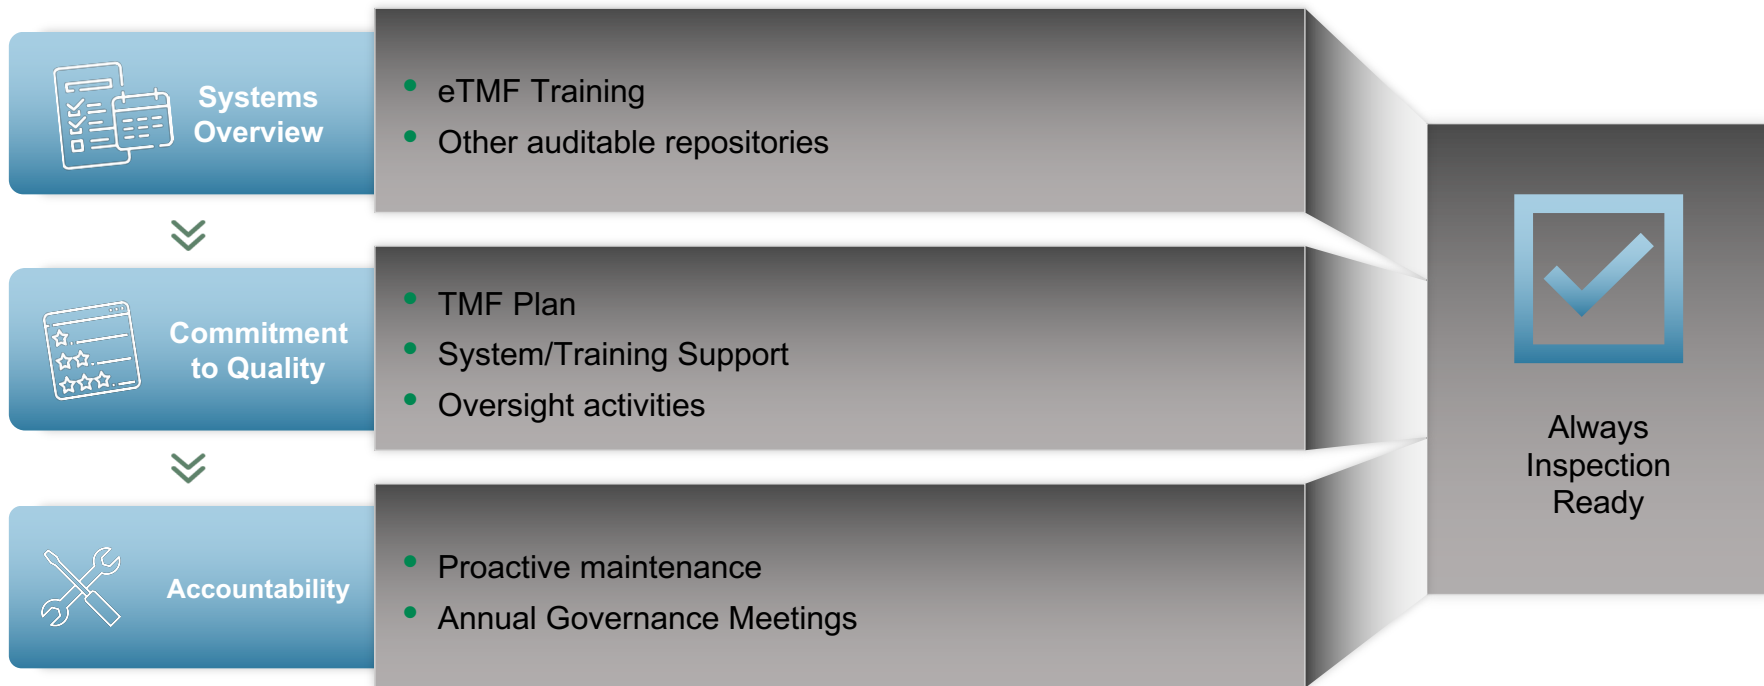 Systems
Overview
• eTMF Training
• Other auditable repositories
Commitment
to Quality
• TMF Plan
• System/Training Support
• Oversight activities
Accountability
• Proactive maintenance
• Annual Governance Meetings
Always
Inspection
Ready